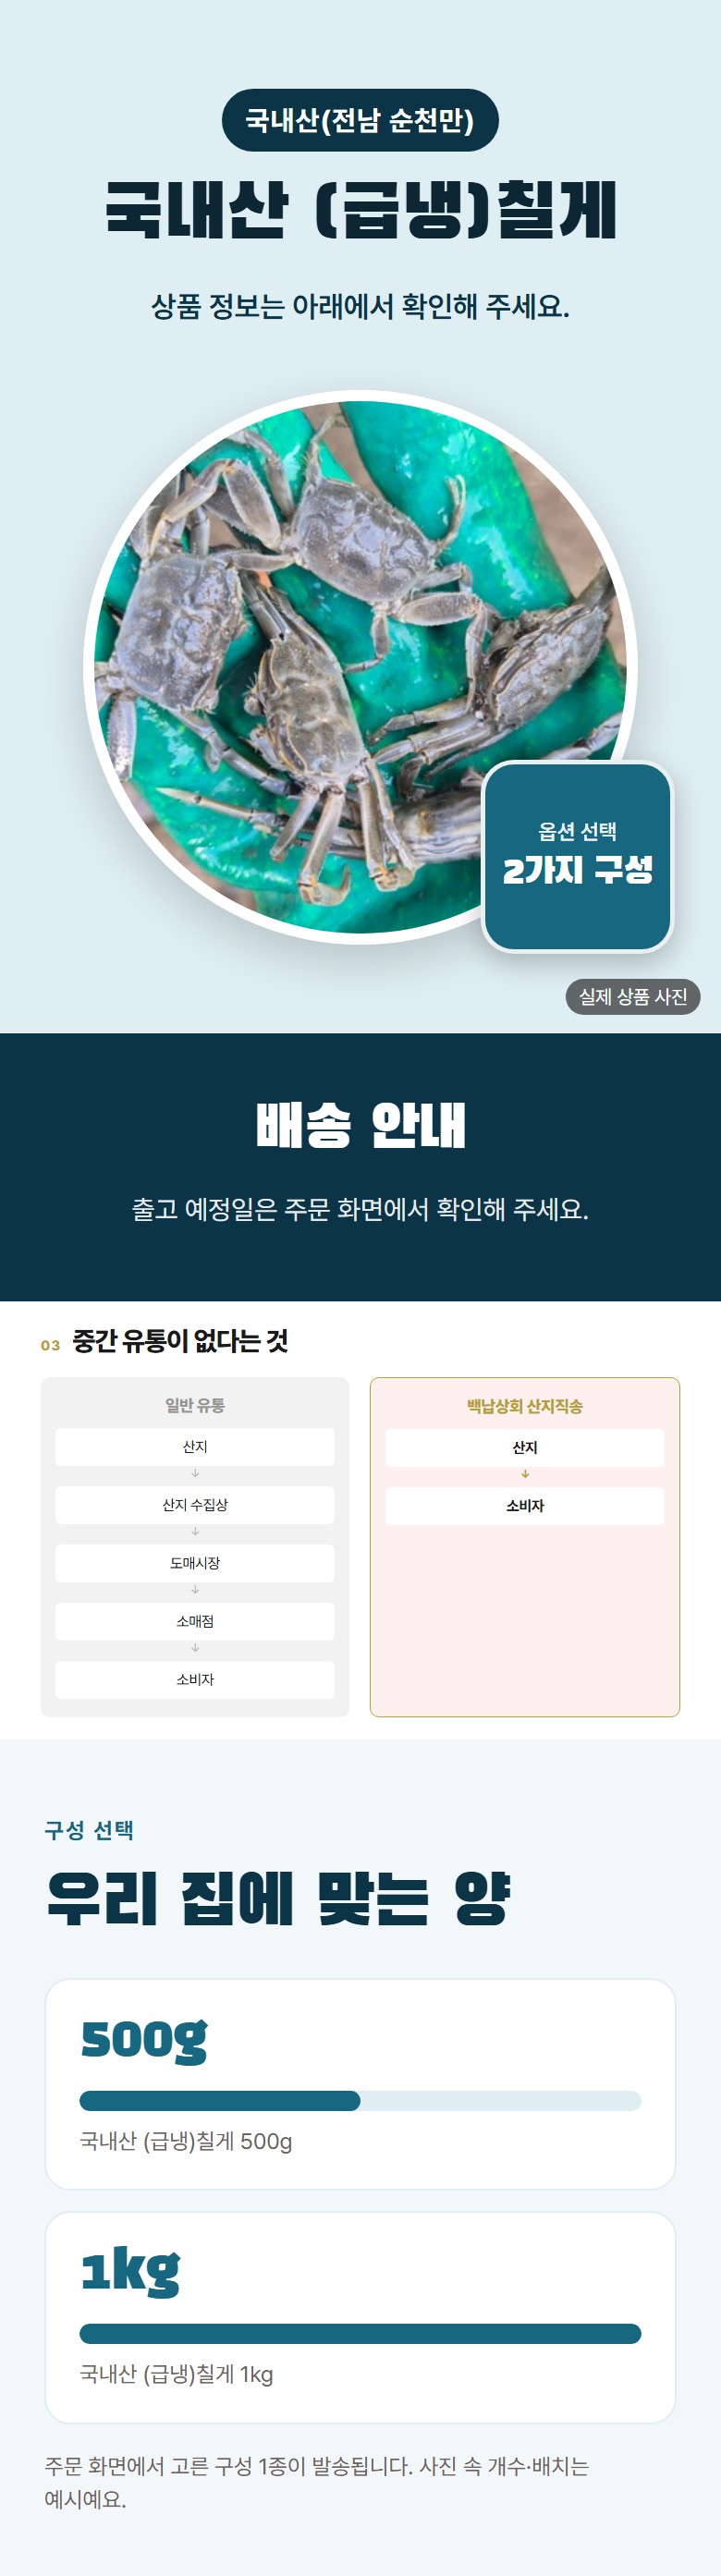 국내산(전남 순천만)
국내산 (급냉)칠게
상품 정보는 아래에서 확인해 주세요.
옵션 선택
2가지 구성
실제 상품 사진
배송 안내
출고 예정일은 주문 화면에서 확인해 주세요.
03 중간 유통이 없다는 것
일반 유통
산지
↓
산지 수집상
↓
도매시장
↓
소매점
↓
소비자
백납상회 산지직송
산지
↓
소비자
구성 선택
우리 집에 맞는 양
500g
국내산 (급냉)칠게 500g
1kg
국내산 (급냉)칠게 1kg
주문 화면에서 고른 구성 1종이 발송됩니다. 사진 속 개수·배치는
예시예요.